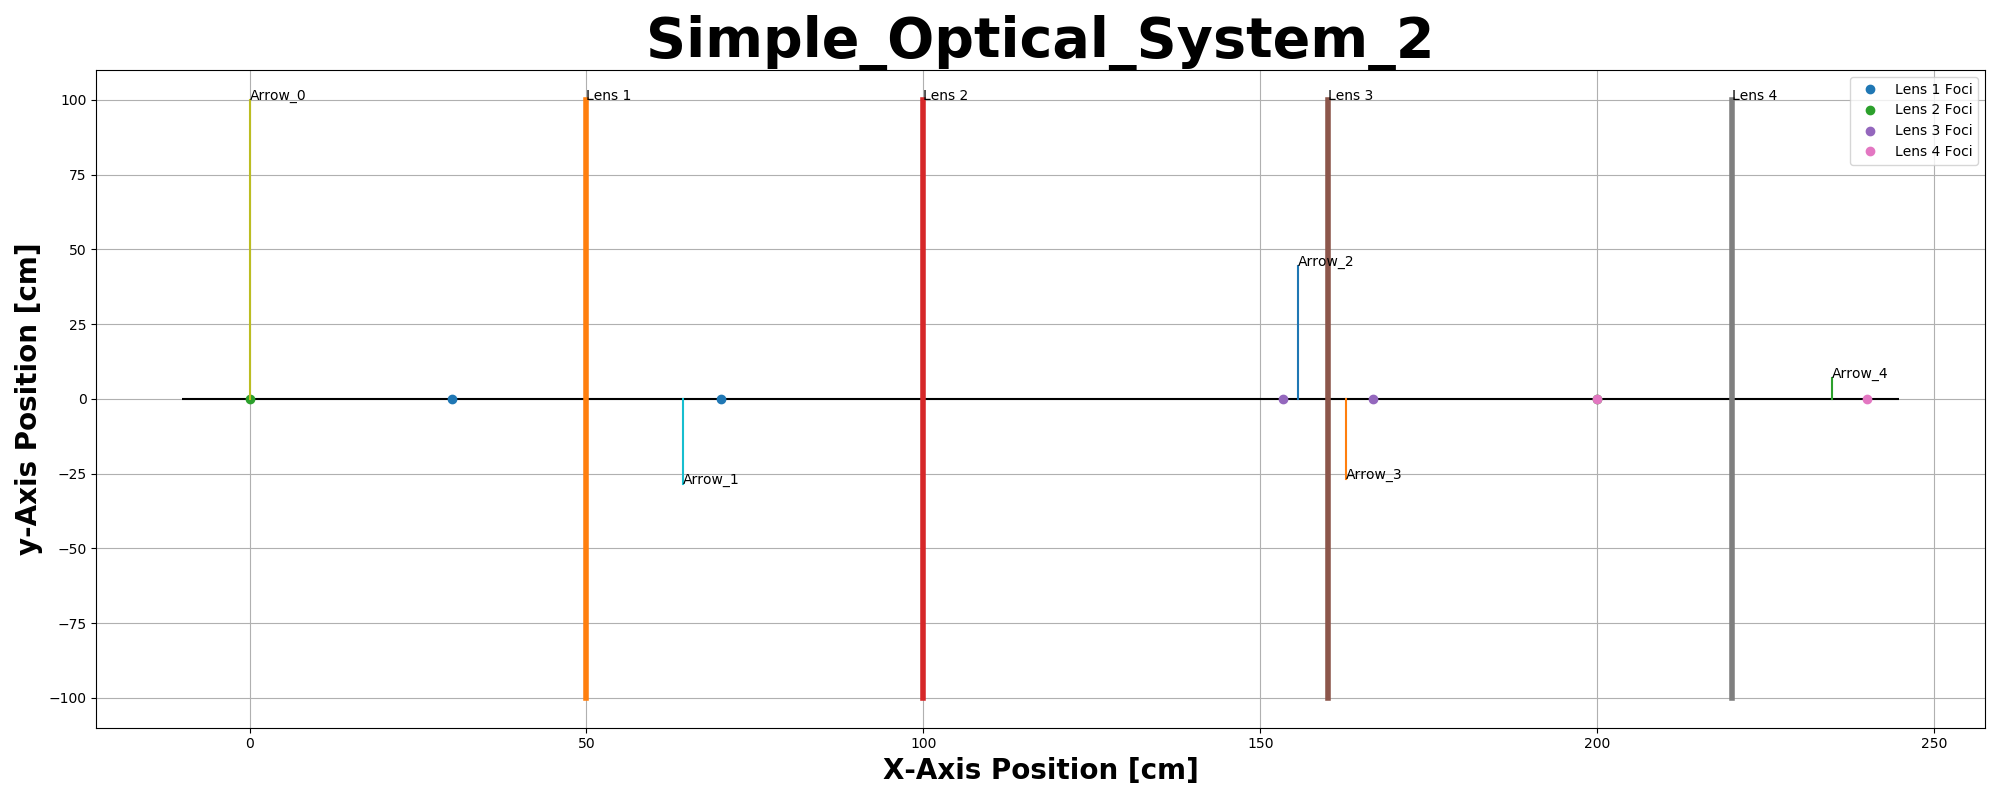 Simple_Optical_System_2
Arrow_0
Lens 1
Lens 2
Lens 3
Lens 4
Lens 1 Foci
Lens 2 Foci
Lens 3 Foci
Lens 4 Foci
Arrow_2
Arrow_4
Arrow_1
Arrow_3
100
75
50
25
0
−25
−50
−75
−100
y-Axis Position [cm]
0
50
100
150
200
250
X-Axis Position [cm]